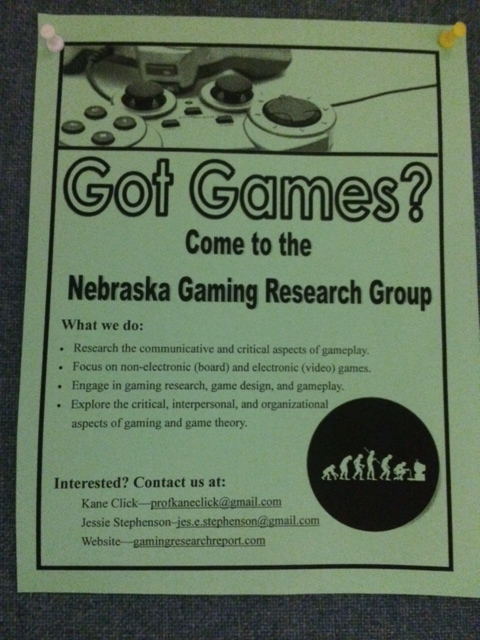 Got Games?
Come to the
Nebraska Gaming Research Group
What we do:
• Research the communicative and critical aspects of gameplay.
• Focus on non-electronic (board) and electronic (video) games.
• Engage in gaming research, game design, and gameplay.
• Explore the critical, interpersonal, and organizational
aspects of gaming and game theory.
Interested? Contact us at:
Kane Click—profkaneclick@gmail.com
Jessie Stephenson–jes.e.stephenson@gmail.com
Website—gamingresearchreport.com